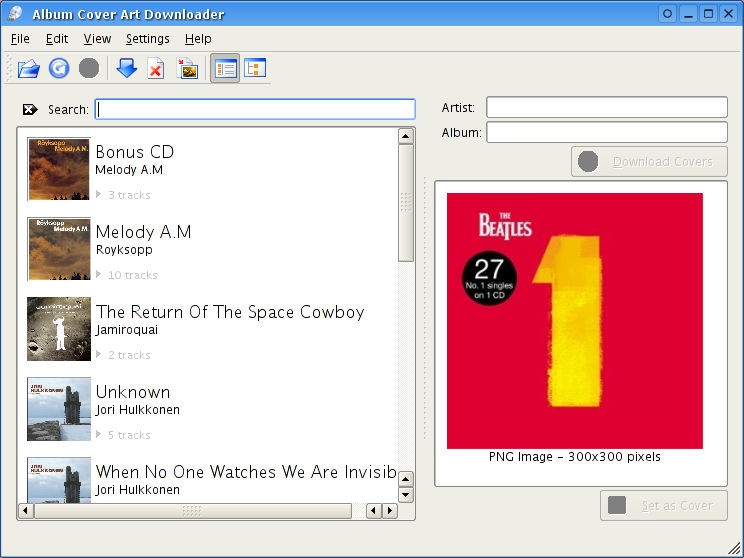 Album Cover Art Downloader
File Edit View Settings Help
Search:
Bonus CD
Melody A.M
3 tracks
Melody A.M
Royksopp
10 tracks
The Return Of The Space Cowboy
Jamiroquai
2 tracks
Unknown
Jori Hulkkonen
5 tracks
When No One Watches We Are Invisib
Jori Hulkkonen
Artist:
Album:
Download Covers
THE
BEATLES
27
No. 1 singles
on 1 CD
1
PNG Image - 300x300 pixels
Set as Cover
Röyksopp
Melody A.M.
Röyksopp
Melody A.M.
jamiroquai
JORI
HULKKONEN
JORI
HULKKONEN